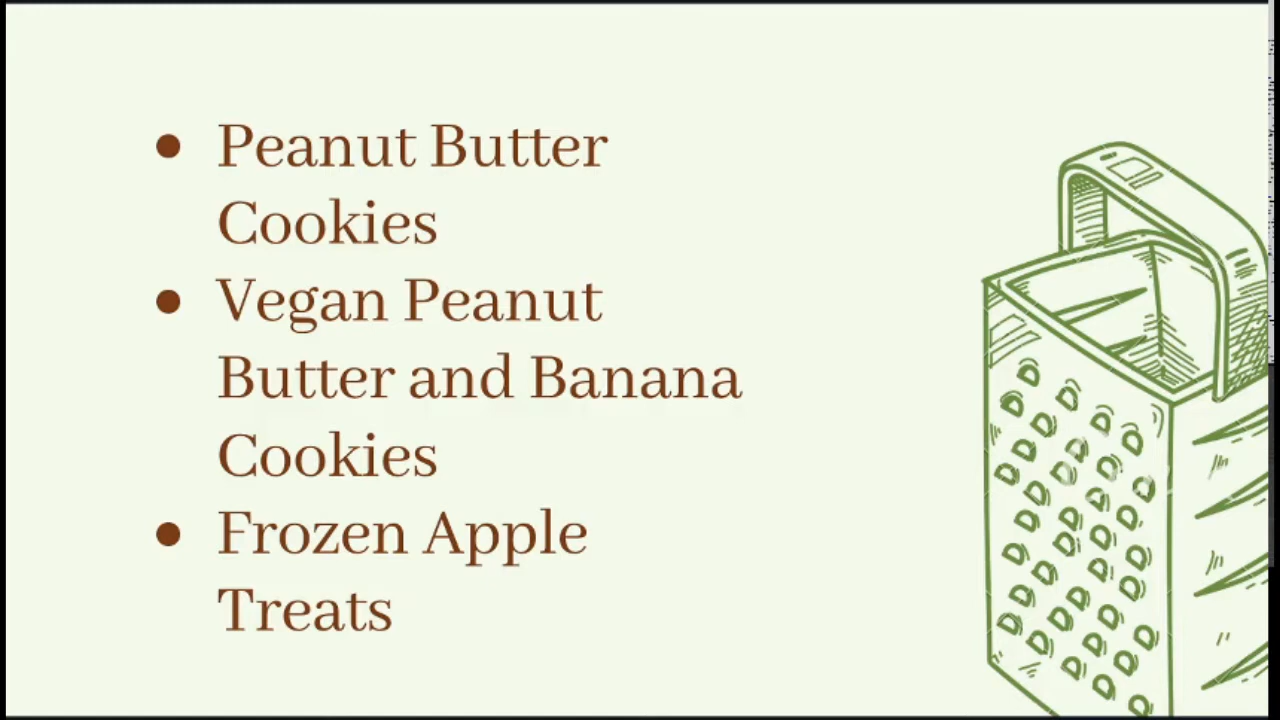 • Peanut Butter
Cookies
• Vegan Peanut
Butter and Banana
Cookies
• Frozen Apple
Treats